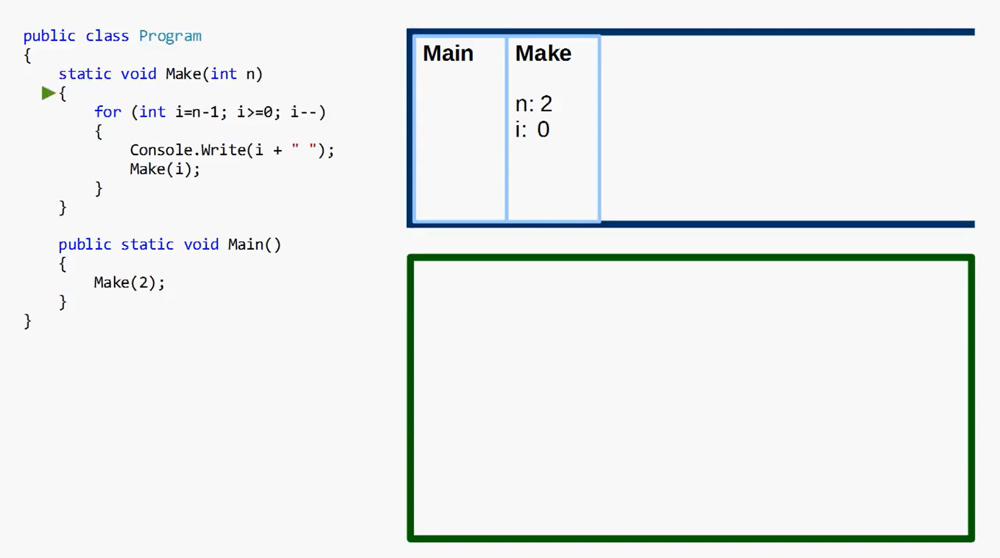 public class Program
{
    static void Make(int n)
    {
        for (int i=n-1; i>=0; i--)
        {
            Console.Write(i + " ");
            Make(i);
        }
    }

    public static void Main()
    {
        Make(2);
    }
}
Main
Make
n: 2
i: 0